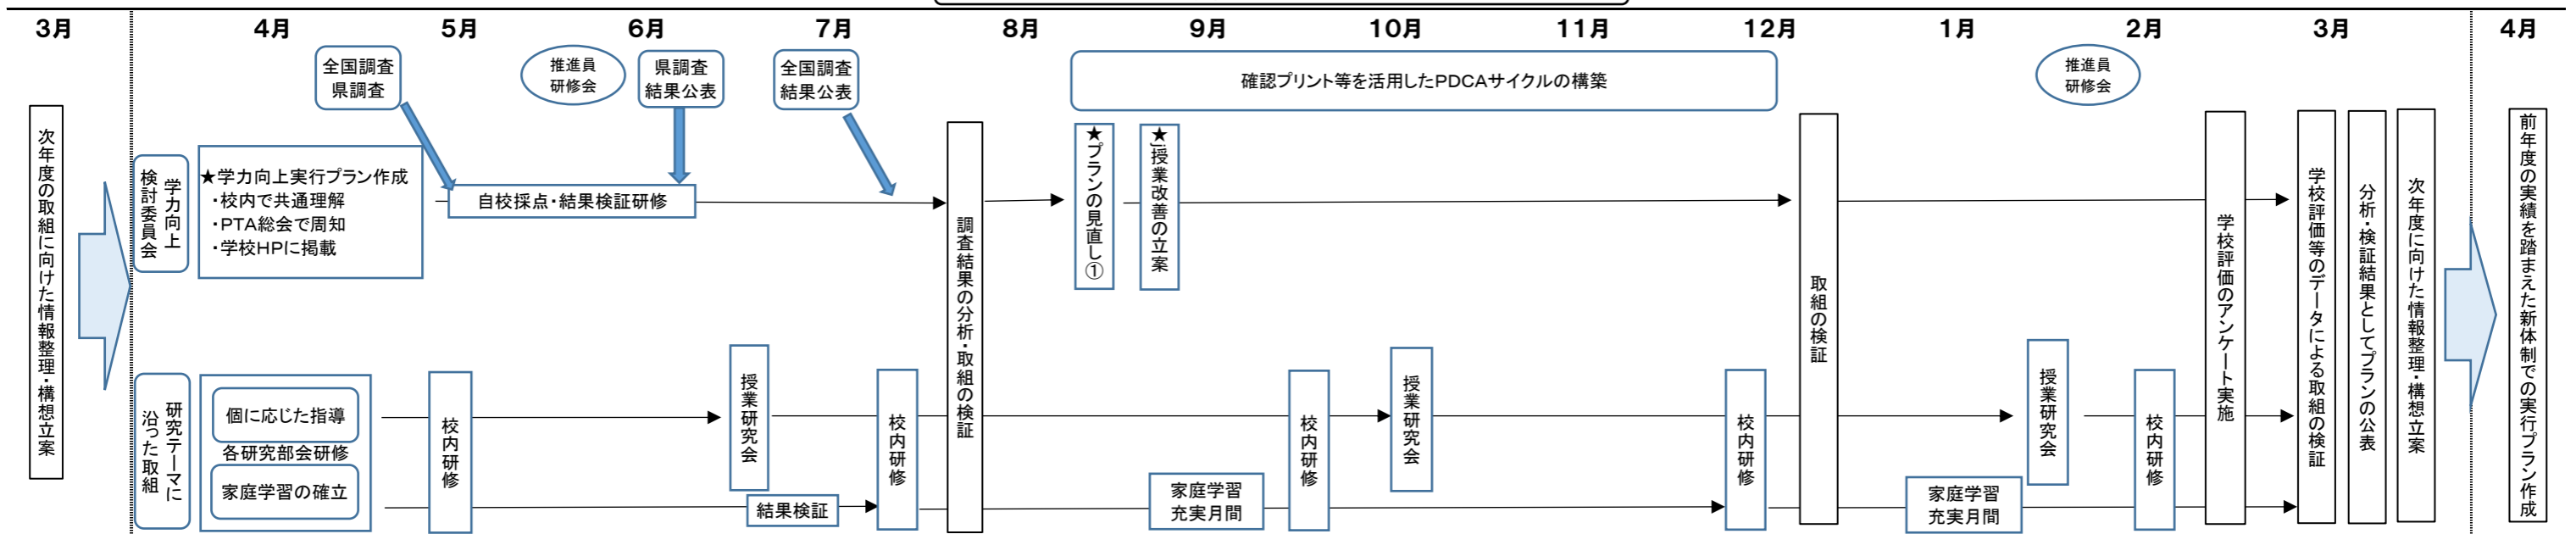 3月
4月
5月
6月
7月
8月
9月
10月
11月
12月
1月
2月
3月
4月
全国調査
県調査
推進員
研修会
県調査
結果公表
全国調査
結果公表
確認プリント等を活用したPDCAサイクルの構築
推進員
研修会
次年度の取組に向けた情報整理・構想立案
学力向上
検討委員会
★学力向上実行プラン作成
・校内で共通理解
・PTA総会で周知
・学校HPに掲載
自校採点・結果検証研修
調査結果の分析・取組の検証
★プランの見直し①
★j授業改善の立案
取組の検証
学校評価のアンケート実施
学校評価等のデータによる取組の検証
分析・検証結果としてプランの公表
次年度に向けた情報整理・構想立案
前年度の実績を踏まえた新体制での実行プラン作成
研究テーマに
沿った取組
個に応じた指導
各研究部会研修
家庭学習の確立
校内研修
授業研究会
結果検証
校内研修
家庭学習
充実月間
校内研修
授業研究会
校内研修
家庭学習
充実月間
授業研究会
校内研修